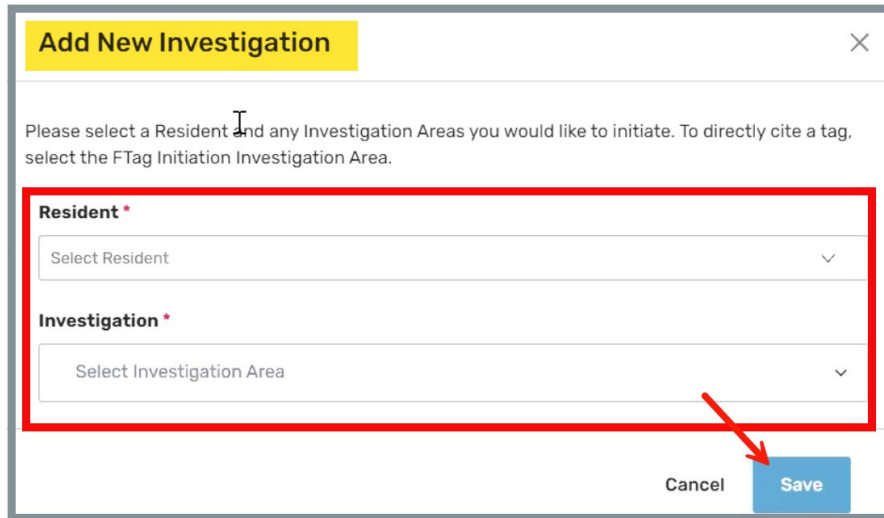 Add New Investigation
Please select a Resident and any Investigation Areas you would like to initiate. To directly cite a tag,
select the FTag Initiation Investigation Area.
Resident *
Select Resident
Investigation *
Select Investigation Area
Cancel Save